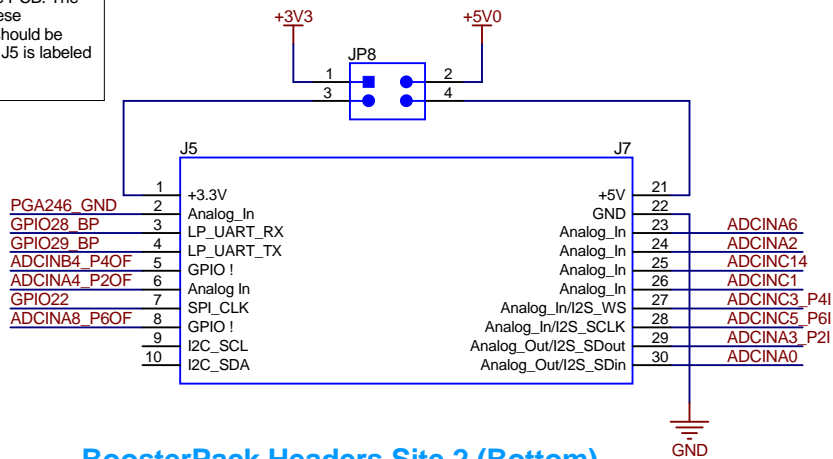 ese
hould be
J5 is labeled
+3V3
+5V0
JP8
1
2
3
4
J5
J7
1
+3.3V
+5V
21
PGA246_GND
2
Analog_In
GND
22
GPIO28_BP
3
LP_UART_RX
Analog_In
23
ADCINA6
GPIO29_BP
4
LP_UART_TX
Analog_In
24
ADCINA2
ADCINB4_P4OF
5
GPIO !
Analog_In
25
ADCINC14
ADCINA4_P2OF
6
Analog In
Analog_In
26
ADCINC1
GPIO22
7
SPI_CLK
Analog_In/I2S_WS
27
ADCINC3_P4I
ADCINA8_P6OF
8
GPIO !
Analog_In/I2S_SCLK
28
ADCINC5_P6I
9
I2C_SCL
Analog_Out/I2S_SDout
29
ADCINA3_P2I
10
I2C_SDA
Analog_Out/I2S_SDin
30
ADCINA0
GND
BoosterPack Headers Site 2 (Bottom)